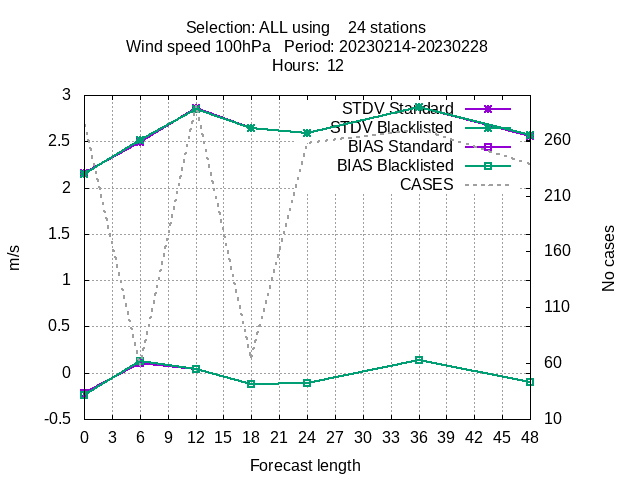 Selection: ALL using 24 stations
Wind speed 100hPa Period: 20230214-20230228
Hours: 12
STDV Standard
STDV Blacklisted
BIAS Standard
BIAS Blacklisted
CASES
3
2.5
2
1.5
1
0.5
0
-0.5
m/s
260
210
160
110
60
10
No cases
0 3 6 9 12 15 18 21 24 27 30 33 36 39 42 45 48
Forecast length